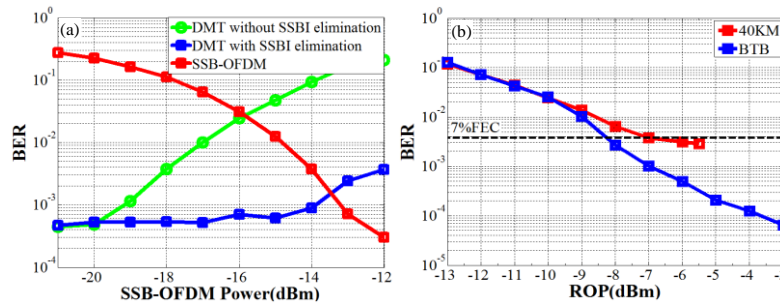 (a)
DMT without SSBI elimination
DMT with SSBI elimination
SSB-OFDM
10^0
10^-1
10^-2
10^-3
10^-4
BER
-20 -18 -16 -14 -12
SSB-OFDM Power(dBm)
(b)
40KM
BTB
7%FEC
10^0
10^-1
10^-2
10^-3
10^-4
10^-5
BER
-13 -12 -11 -10 -9 -8 -7 -6 -5 -4
ROP(dBm)